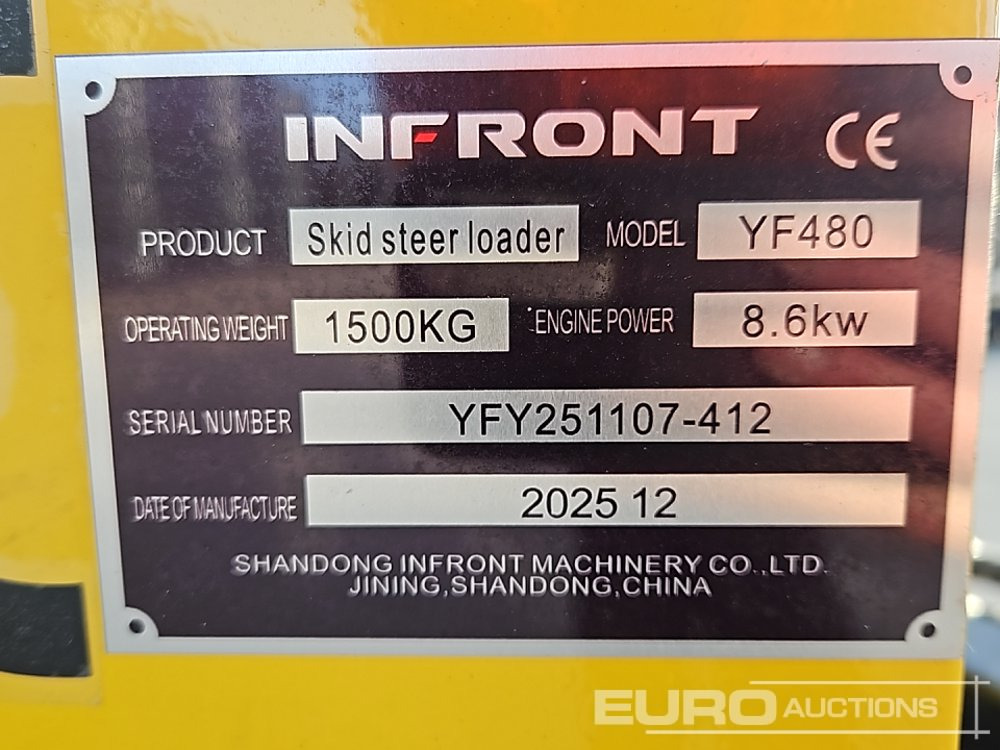 INFRONT CE
PRODUCT Skid steer loader MODEL YF480
OPERATING WEIGHT 1500KG ENGINE POWER 8.6kw
SERIAL NUMBER YFY251107-412
DATE OF MANUFACTURE 2025 12
SHANDONG INFRONT MACHINERY CO.,LTD.
JINING,SHANDONG,CHINA
EURO AUCTIONS